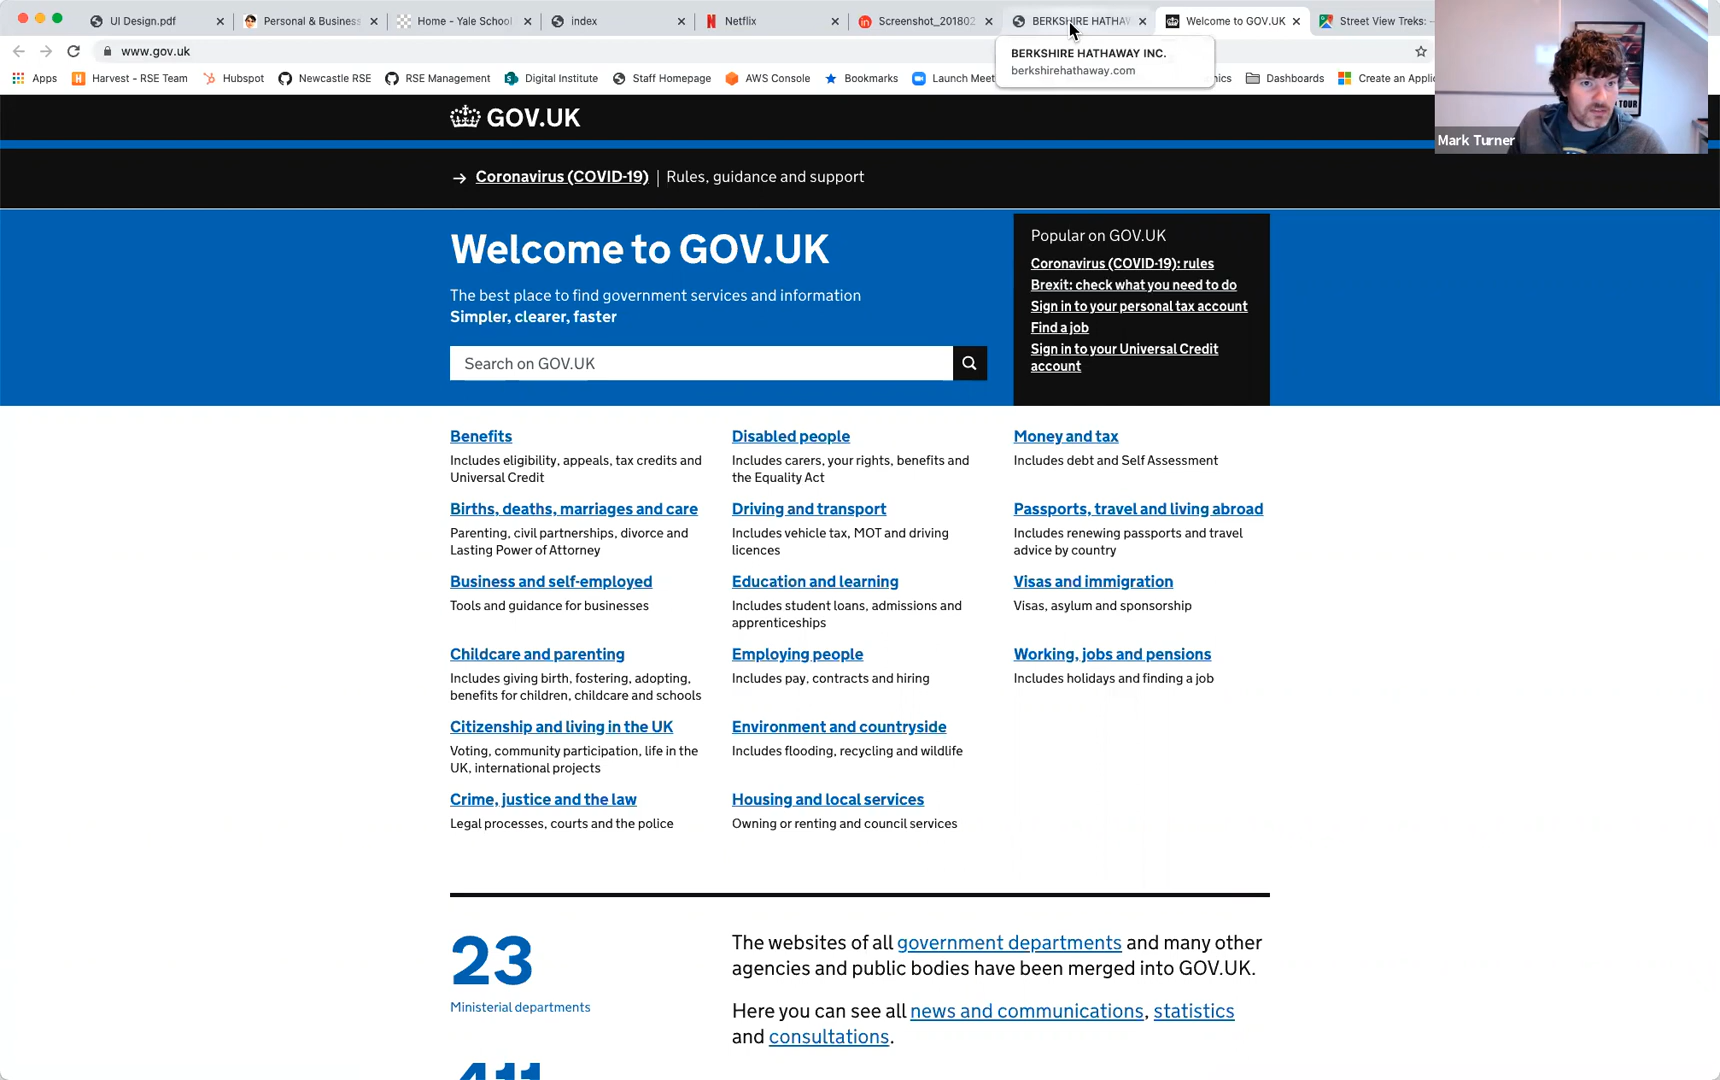 UI Design.pdf
Personal & Business
Home - Yale School
index
Netflix
Screenshot_201802
BERKSHIRE HATHAW
Welcome to GOV.UK
Street View Treks:
www.gov.uk
BERKSHIRE HATHAWAY INC.
berkshirehathaway.com
Apps
Harvest - RSE Team
Hubspot
Newcastle RSE
RSE Management
Digital Institute
Staff Homepage
AWS Console
Bookmarks
Launch Meet
Dashboards
Create an Applic
TOUR
Mark Turner
GOV.UK
→ Coronavirus (COVID-19) | Rules, guidance and support
Welcome to GOV.UK
The best place to find government services and information
Simpler, clearer, faster
Search on GOV.UK
Popular on GOV.UK
Coronavirus (COVID-19): rules
Brexit: check what you need to do
Sign in to your personal tax account
Find a job
Sign in to your Universal Credit
account
Benefits
Includes eligibility, appeals, tax credits and
Universal Credit
Disabled people
Includes carers, your rights, benefits and
the Equality Act
Money and tax
Includes debt and Self Assessment
Births, deaths, marriages and care
Parenting, civil partnerships, divorce and
Lasting Power of Attorney
Driving and transport
Includes vehicle tax, MOT and driving
licences
Passports, travel and living abroad
Includes renewing passports and travel
advice by country
Business and self-employed
Tools and guidance for businesses
Education and learning
Includes student loans, admissions and
apprenticeships
Visas and immigration
Visas, asylum and sponsorship
Childcare and parenting
Includes giving birth, fostering, adopting,
benefits for children, childcare and schools
Employing people
Includes pay, contracts and hiring
Working, jobs and pensions
Includes holidays and finding a job
Citizenship and living in the UK
Voting, community participation, life in the
UK, international projects
Environment and countryside
Includes flooding, recycling and wildlife
Crime, justice and the law
Legal processes, courts and the police
Housing and local services
Owning or renting and council services
23
Ministerial departments
The websites of all government departments and many other
agencies and public bodies have been merged into GOV.UK.
Here you can see all news and communications, statistics
and consultations.
411